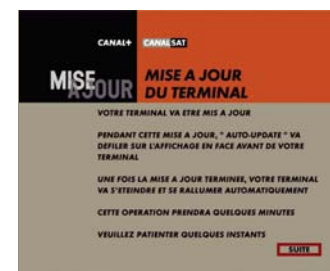 CANAL+ CANALSAT
MISE
A JOUR
MISE A JOUR
DU TERMINAL
VOTRE TERMINAL VA ETRE MIS A JOUR
PENDANT CETTE MISE A JOUR, " AUTO-UPDATE " VA
DEFILER SUR L'AFFICHAGE EN FACE AVANT DE VOTRE
TERMINAL
UNE FOIS LA MISE A JOUR TERMINEE, VOTRE TERMINAL
VA S'ETEINDRE ET SE RALLUMER AUTOMATIQUEMENT
CETTE OPERATION PRENDRA QUELQUES MINUTES
VEUILLEZ PATIENTER QUELQUES INSTANTS
SUITE